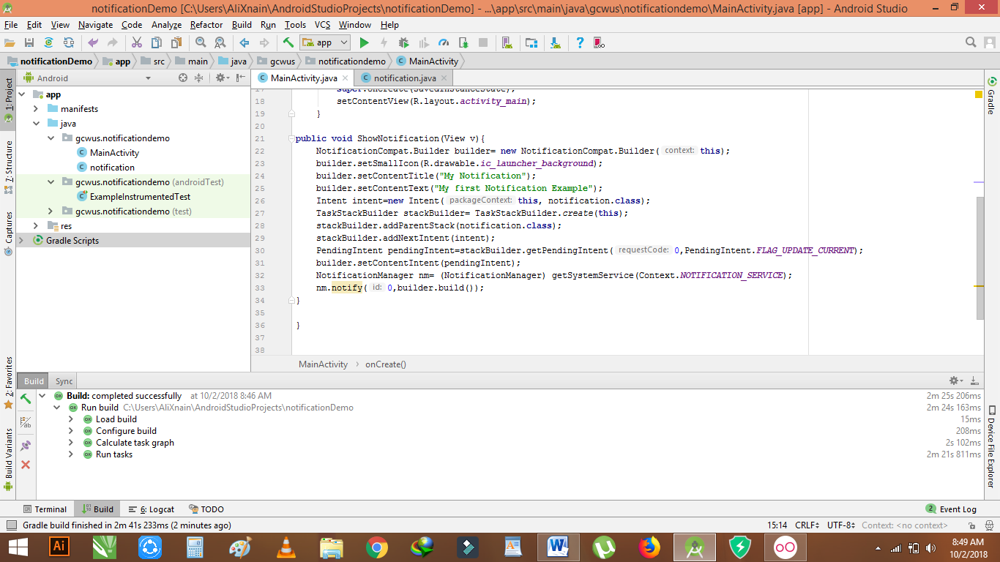 notificationDemo [C:\Users\AliXnain\AndroidStudioProjects\notificationDemo] - ...\app\src\main\java\gcwus\notificationdemo\MainActivity.java [app] - Android Studio
File Edit View Navigate Code Analyze Refactor Build Run Tools VCS Window Help
app
notificationDemo app src main java gcwus notificationdemo MainActivity
Android
MainActivity.java notification.java
1: Project
Z: Structure
Captures
2: Favorites
Build Variants
app
manifests
java
gcwus.notificationdemo
MainActivity
notification
gcwus.notificationdemo (androidTest)
ExampleInstrumentedTest
gcwus.notificationdemo (test)
res
Gradle Scripts
17 super.onCreate(savedInstanceState);
18 setContentView(R.layout.activity_main);
19 }
20
21 public void ShowNotification(View v){
22 NotificationCompat.Builder builder= new NotificationCompat.Builder( context: this);
23 builder.setSmallIcon(R.drawable.ic_launcher_background);
24 builder.setContentTitle("My Notification");
25 builder.setContentText("My first Notification Example");
26 Intent intent=new Intent( packageContext: this, notification.class);
27 TaskStackBuilder stackBuilder= TaskStackBuilder.create(this);
28 stackBuilder.addParentStack(notification.class);
29 stackBuilder.addNextIntent(intent);
30 PendingIntent pendingIntent=stackBuilder.getPendingIntent( requestCode: 0,PendingIntent.FLAG_UPDATE_CURRENT);
31 builder.setContentIntent(pendingIntent);
32 NotificationManager nm= (NotificationManager) getSystemService(Context.NOTIFICATION_SERVICE);
33 nm.notify( id: 0,builder.build());
34 }
35
36 }
37
38
MainActivity › onCreate()
Gradle
Device File Explorer
Build Sync
Build: completed successfully at 10/2/2018 8:46 AM 2m 25s 206ms
Run build C:\Users\AliXnain\AndroidStudioProjects\notificationDemo 2m 24s 163ms
Load build 15ms
Configure build 208ms
Calculate task graph 2s 102ms
Run tasks 2m 21s 811ms
Terminal Build 6: Logcat TODO 2 Event Log
Gradle build finished in 2m 41s 233ms (2 minutes ago) 15:14 CRLF÷ UTF-8÷ Context: <no context>
Ai
8:49 AM
10/2/2018